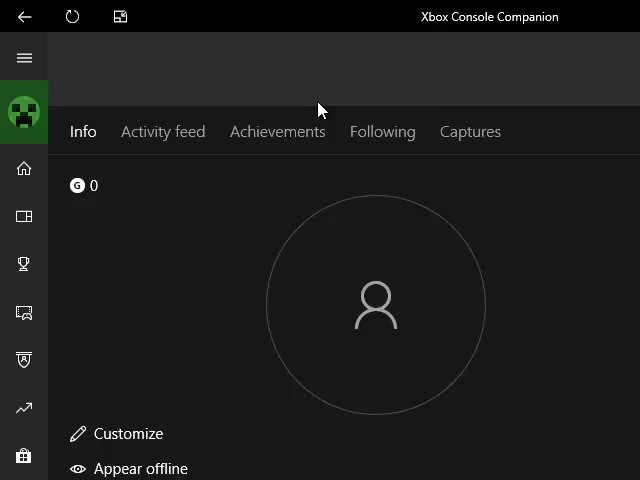 Xbox Console Companion
Info Activity feed Achievements Following Captures
G 0
Customize
Appear offline